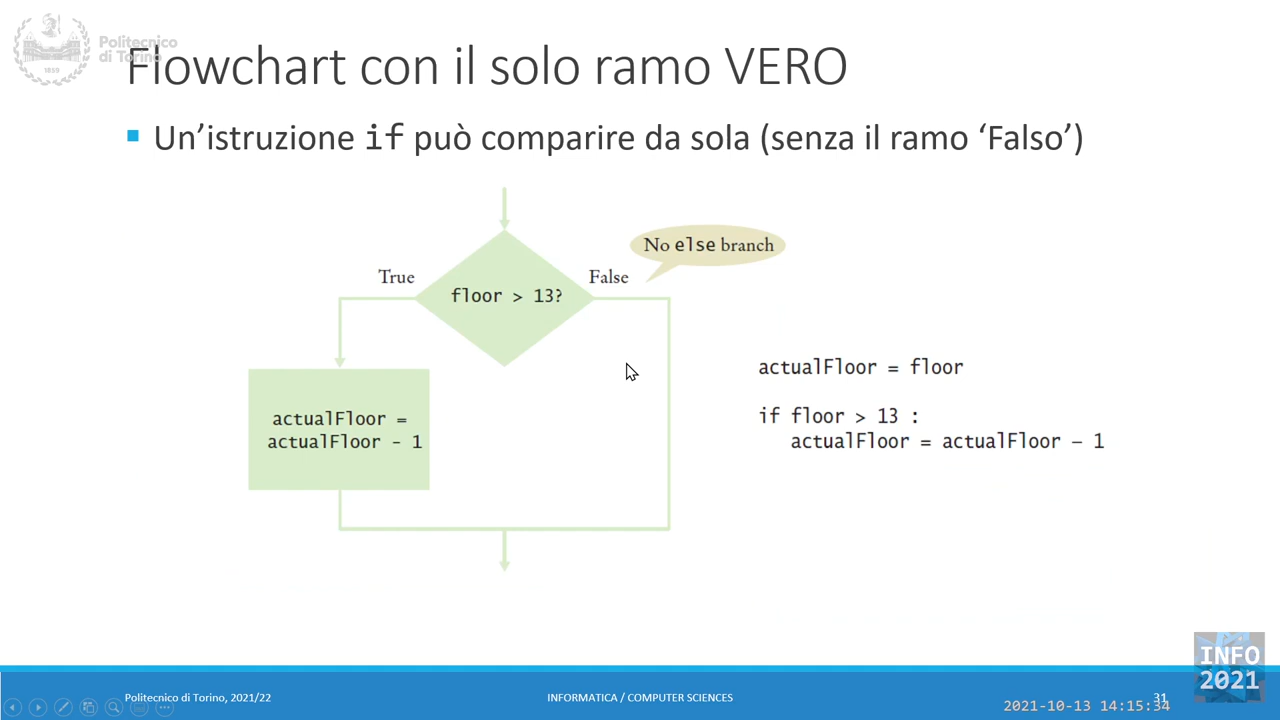 Politecnico
di Torino
1859
Flowchart con il solo ramo VERO
Un'istruzione if può comparire da sola (senza il ramo ‘Falso’)
No else branch
True
False
floor > 13?
actualFloor =
actualFloor - 1
actualFloor = floor
if floor > 13 :
actualFloor = actualFloor – 1
INFO
2021
Politecnico di Torino, 2021/22
INFORMATICA / COMPUTER SCIENCES
31
2021-10-13 14:15:34